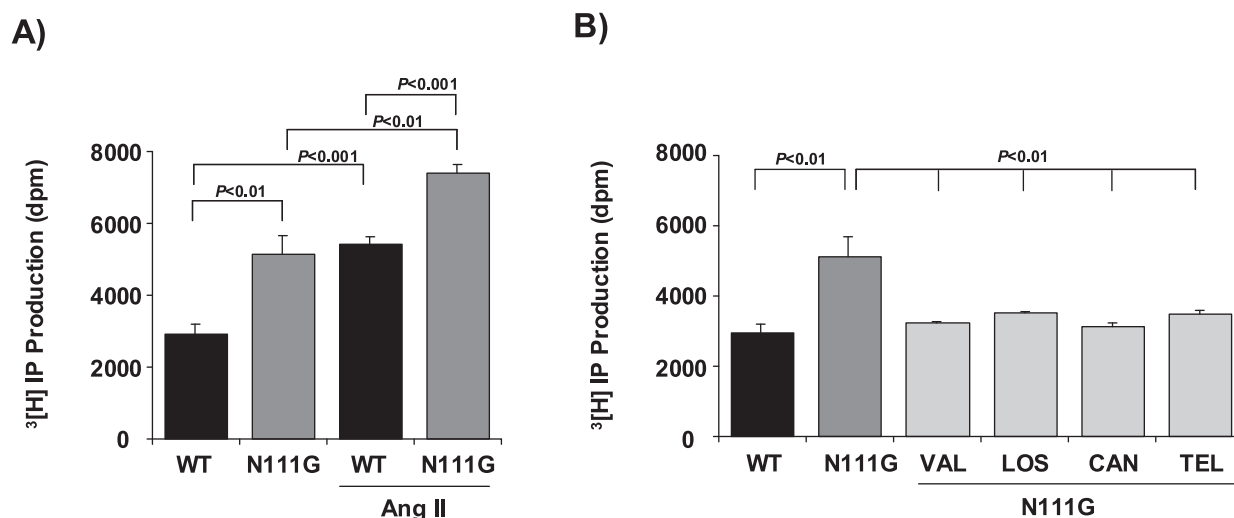 A)
³[H] IP Production (dpm)
8000
6000
4000
2000
0
P<0.001
P<0.01
P<0.001
P<0.01
WT
N111G
WT
N111G
Ang II
B)
³[H] IP Production (dpm)
8000
6000
4000
2000
0
P<0.01
P<0.01
WT
N111G
VAL
LOS
CAN
TEL
N111G